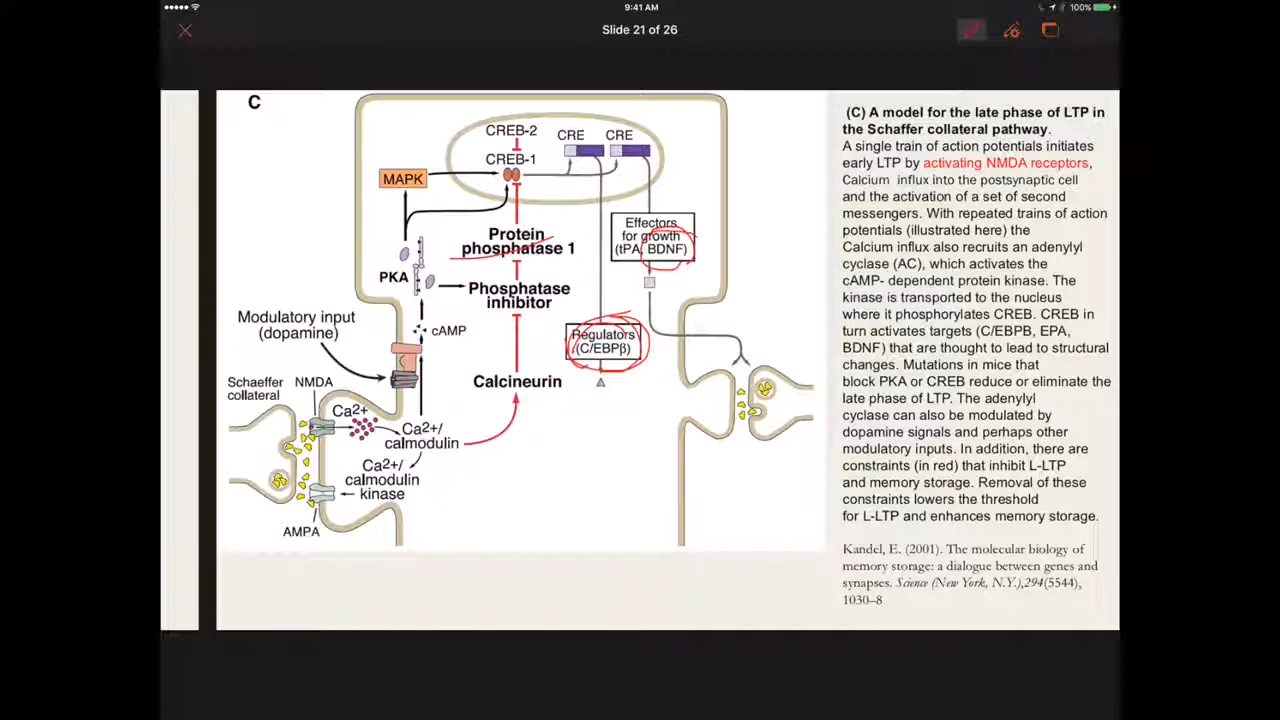 9:41 AM
100%
Slide 21 of 26
C
CREB-2
CREB-1
CRE
CRE
MAPK
Effectors
for growth
(tPA, BDNF)
Protein
phosphatase 1
PKA
Phosphatase
inhibitor
Modulatory input
(dopamine)
cAMP
Regulators
(C/EBPβ)
Calcineurin
Schaeffer
collateral
NMDA
Ca2+
Ca2+/
calmodulin
Ca2+/
calmodulin
kinase
AMPA
(C) A model for the late phase of LTP in
the Schaffer collateral pathway.
A single train of action potentials initiates
early LTP by activating NMDA receptors,
Calcium influx into the postsynaptic cell
and the activation of a set of second
messengers. With repeated trains of action
potentials (illustrated here) the
Calcium influx also recruits an adenylyl
cyclase (AC), which activates the
cAMP- dependent protein kinase. The
kinase is transported to the nucleus
where it phosphorylates CREB. CREB in
turn activates targets (C/EBPB, EPA,
BDNF) that are thought to lead to structural
changes. Mutations in mice that
block PKA or CREB reduce or eliminate the
late phase of LTP. The adenylyl
cyclase can also be modulated by
dopamine signals and perhaps other
modulatory inputs. In addition, there are
constraints (in red) that inhibit L-LTP
and memory storage. Removal of these
constraints lowers the threshold
for L-LTP and enhances memory storage.
Kandel, E. (2001). The molecular biology of
memory storage: a dialogue between genes and
synapses. Science (New York, N.Y.),294(5544),
1030–8